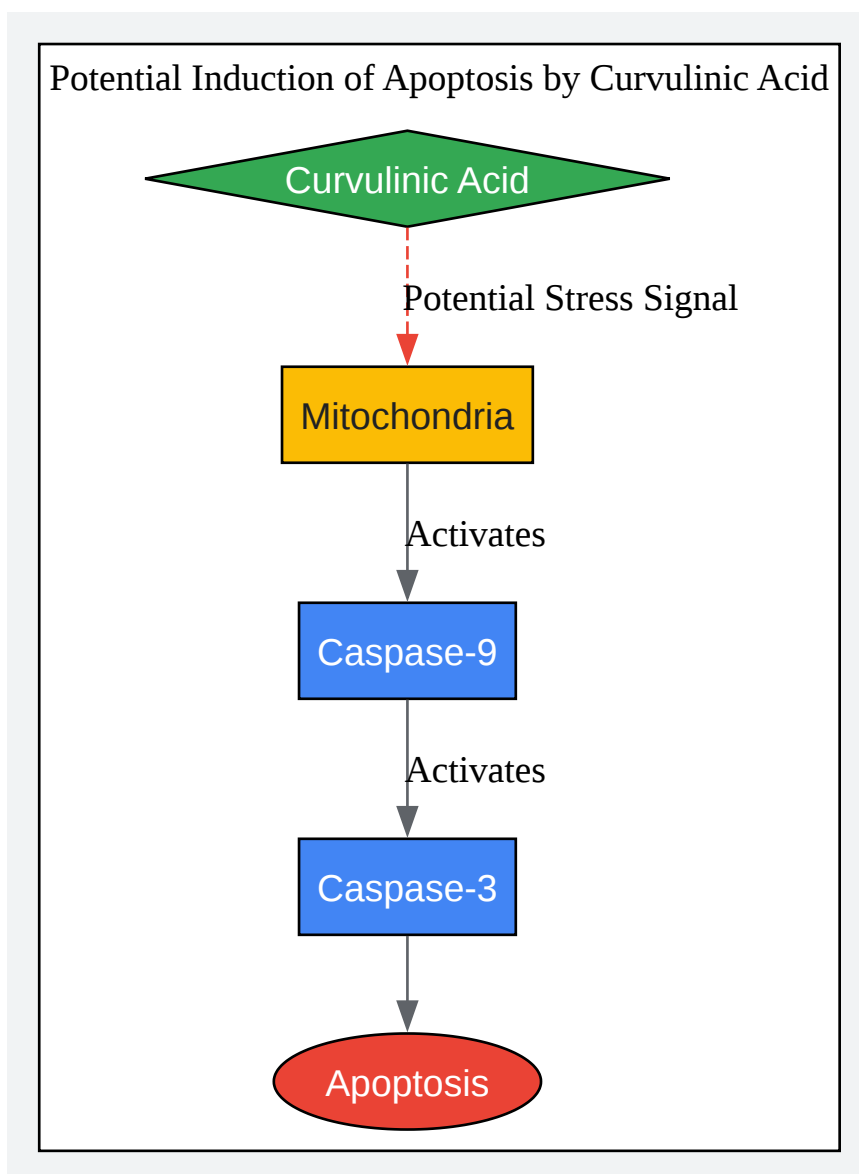 Potential Induction of Apoptosis by Curvulinic Acid
Curvulinic Acid
Potential Stress Signal
Mitochondria
Activates
Caspase-9
Activates
Caspase-3
Apoptosis